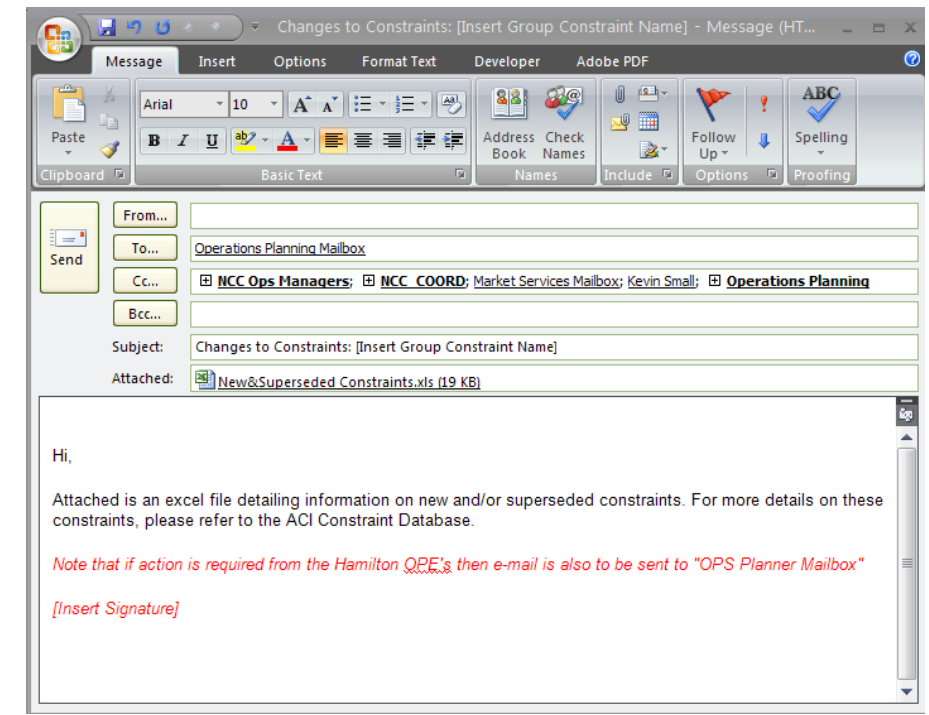 Changes to Constraints: [Insert Group Constraint Name] - Message (HT...
Message Insert Options Format Text Developer Adobe PDF
Arial 10 A A ABC
Paste B I U ab A Address Book Check Names Follow Up Spelling
Clipboard Basic Text Names Include Options Proofing
From...
Send To... Operations Planning Mailbox
Cc... NCC Ops Managers; NCC COORD; Market Services Mailbox; Kevin Small; Operations Planning
Bcc...
Subject: Changes to Constraints: [Insert Group Constraint Name]
Attached: New&Superseded Constraints.xls (19 KB)
Hi,
Attached is an excel file detailing information on new and/or superseded constraints. For more details on these
constraints, please refer to the ACI Constraint Database.
Note that if action is required from the Hamilton OPE's then e-mail is also to be sent to "OPS Planner Mailbox"
[Insert Signature]